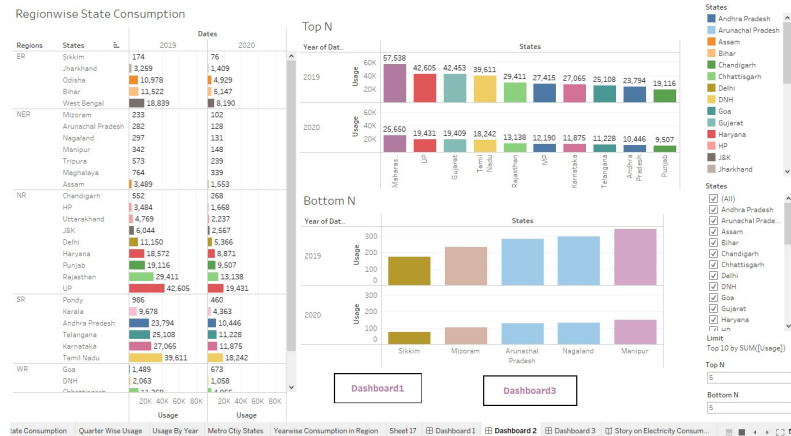 Regionwise State Consumption
Dates
Regions States 2019 2020
ER Sikkim 174 76
Jharkhand 3,259 1,409
Odisha 10,978 4,929
Bihar 11,522 5,147
West Bengal 18,839 8,190
NER Mizoram 233 102
Arunachal Pradesh 282 128
Nagaland 297 131
Manipur 342 148
Tripura 573 239
Meghalaya 764 339
Assam 3,489 1,553
NR Chandigarh 552 268
HP 3,484 1,668
Uttarakhand 4,769 2,237
J&K 6,044 2,567
Delhi 11,150 5,366
Haryana 18,572 8,871
Punjab 19,116 9,507
Rajasthan 29,411 13,138
UP 42,605 19,431
SR Pondy 986 460
Kerala 9,678 4,363
Andhra Pradesh 23,794 10,446
Telangana 25,108 11,228
Karnataka 27,065 11,875
Tamil Nadu 39,611 18,242
WR Goa 1,489 673
DNH 2,063 1,058
20K 40K 60K 80K 20K 40K 60K 80K
Usage Usage
Top N
Year of Dat..
States
2019
Usage
60K
40K
20K
57,538 42,605 42,453 39,611 29,411 27,415 27,065 25,108 23,794 19,116
2020
Usage
60K
40K
20K
25,650 19,431 19,409 18,242 13,138 12,190 11,875 11,228 10,446 9,507
Maharas..
UP
Gujarat
Tamil
Nadu
Rajasthan
MP
Karnataka
Telangana
Andhra
Pradesh
Punjab
Bottom N
Year of Dat..
States
2019
Usage
300
200
100
0
2020
Usage
300
200
100
0
Sikkim Mizoram Arunachal Nagaland Manipur
Pradesh
Dashboard1
Dashboard3
States
Andhra Pradesh
Arunachal Pradesh
Assam
Bihar
Chandigarh
Chhattisgarh
Delhi
DNH
Goa
Gujarat
Haryana
HP
J&K
Jharkhand
States
(All)
Andhra Pradesh
Arunachal Prade...
Assam
Bihar
Chandigarh
Chhattisgarh
Delhi
DNH
Goa
Gujarat
Haryana
HP
Limit
Top 10 by SUM([Usage])
Top N
5
Bottom N
5
tate Consumption Quarter Wise Usage Usage By Year Metro Ctiy States Yearwise Consumption in Region Sheet 17 Dashboard 1 Dashboard 2 Dashboard 3 Story on Electricity Consum...